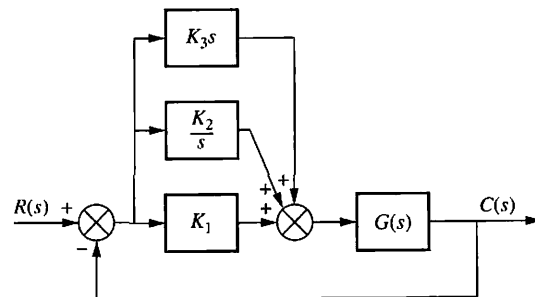 K₃s
K₂
s
+
+
+
R(s) +
K₁
G(s)
C(s)
−